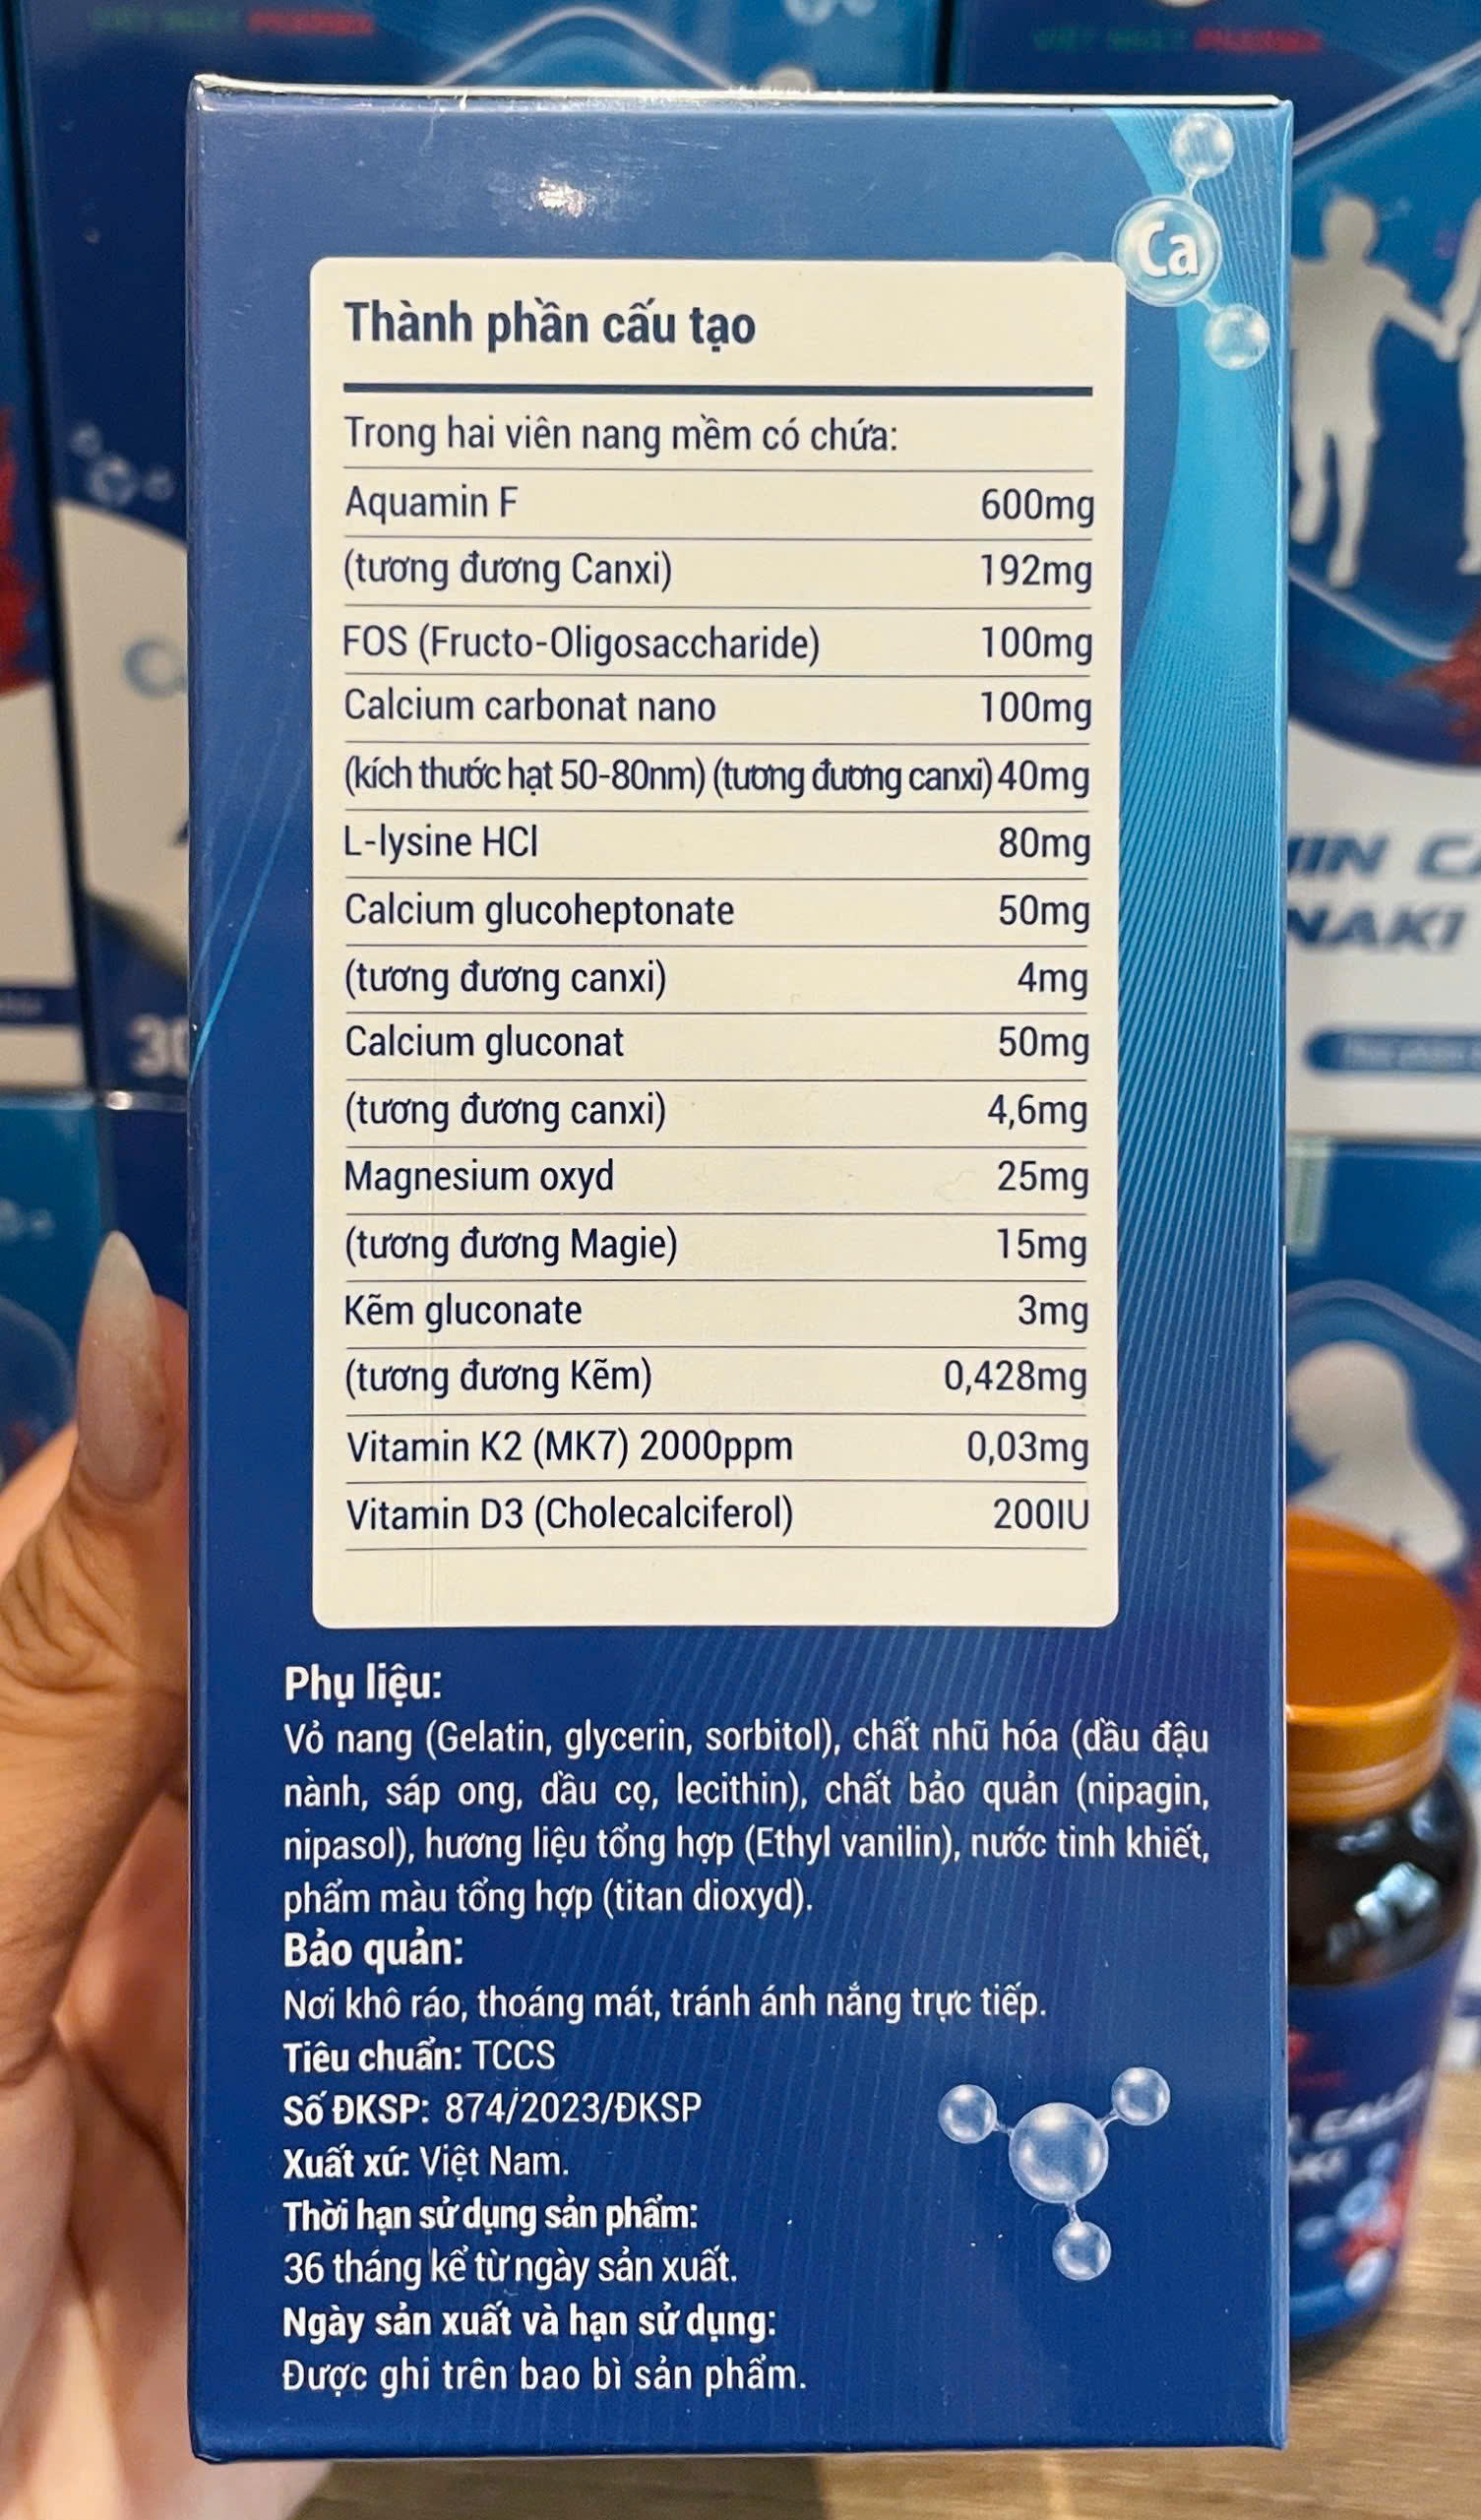 Ca
Thành phần cấu tạo
Trong hai viên nang mềm có chứa:
Aquamin F 600mg
(tương đương Canxi) 192mg
FOS (Fructo-Oligosaccharide) 100mg
Calcium carbonat nano 100mg
(kích thước hạt 50-80nm) (tương đương canxi) 40mg
L-lysine HCl 80mg
Calcium glucoheptonate 50mg
(tương đương canxi) 4mg
Calcium gluconat 50mg
(tương đương canxi) 4,6mg
Magnesium oxyd 25mg
(tương đương Magie) 15mg
Kẽm gluconate 3mg
(tương đương Kẽm) 0,428mg
Vitamin K2 (MK7) 2000ppm 0,03mg
Vitamin D3 (Cholecalciferol) 200IU
Phụ liệu:
Vỏ nang (Gelatin, glycerin, sorbitol), chất nhũ hóa (dầu đậu
nành, sáp ong, dầu cọ, lecithin), chất bảo quản (nipagin,
nipasol), hương liệu tổng hợp (Ethyl vanilin), nước tinh khiết,
phẩm màu tổng hợp (titan dioxyd).
Bảo quản:
Nơi khô ráo, thoáng mát, tránh ánh nắng trực tiếp.
Tiêu chuẩn: TCCS
Số ĐKSP: 874/2023/ĐKSP
Xuất xứ: Việt Nam.
Thời hạn sử dụng sản phẩm:
36 tháng kể từ ngày sản xuất.
Ngày sản xuất và hạn sử dụng:
Được ghi trên bao bì sản phẩm.